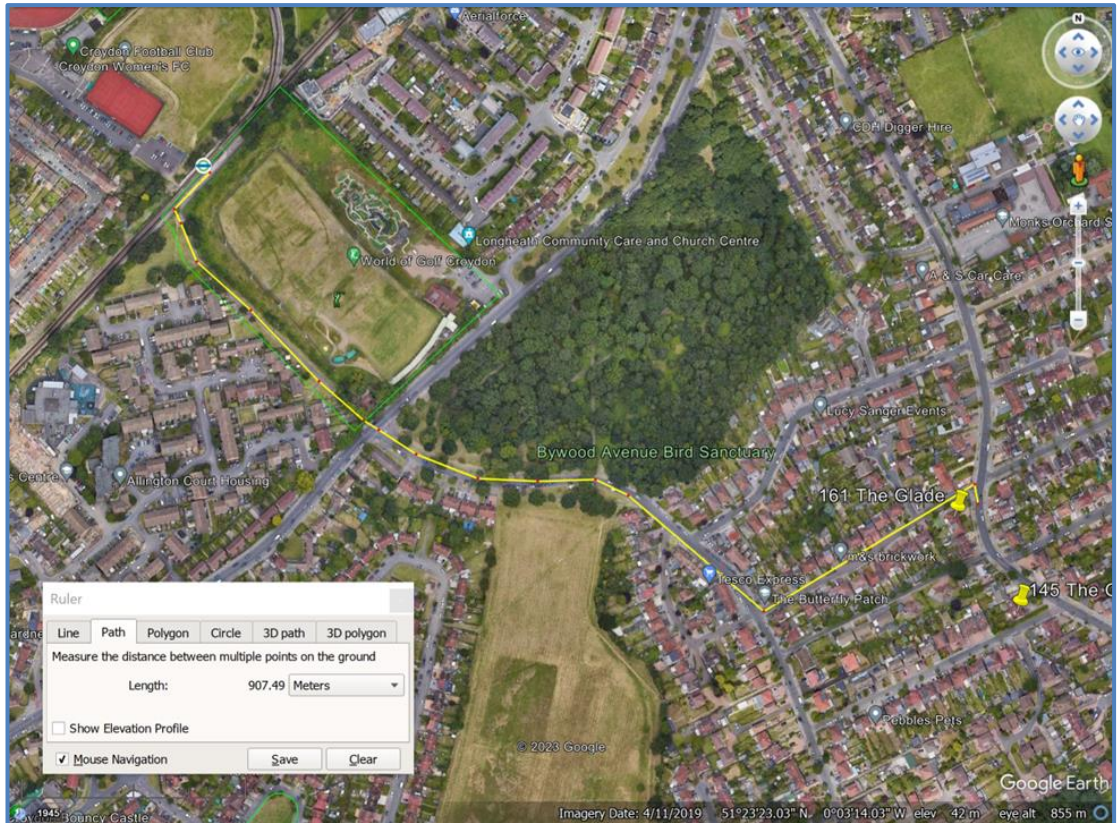 Aerialforce
Croydon Football Club
Croydon Women's FC
N
CDH Digger Hire
Monks Orchard S
Longheath Community Care and Church Centre
World of Golf Croydon
A & S Car Care
Lucy Sanger Events
Bywood Avenue Bird Sanctuary
s Centre
Allington Court Housing
161 The Glade
m&s brickwork
Tesco Express
The Butterfly Patch
145 The G
Ruler
Line Path Polygon Circle 3D path 3D polygon
Measure the distance between multiple points on the ground
Length: 907.49 Meters
Show Elevation Profile
Mouse Navigation Save Clear
Pebbles Pets
© 2023 Google
Google Earth
1945
Bouncy Castle
Imagery Date: 4/11/2019 51°23'23.03" N 0°03'14.03" W elev 42 m eye alt 855 m